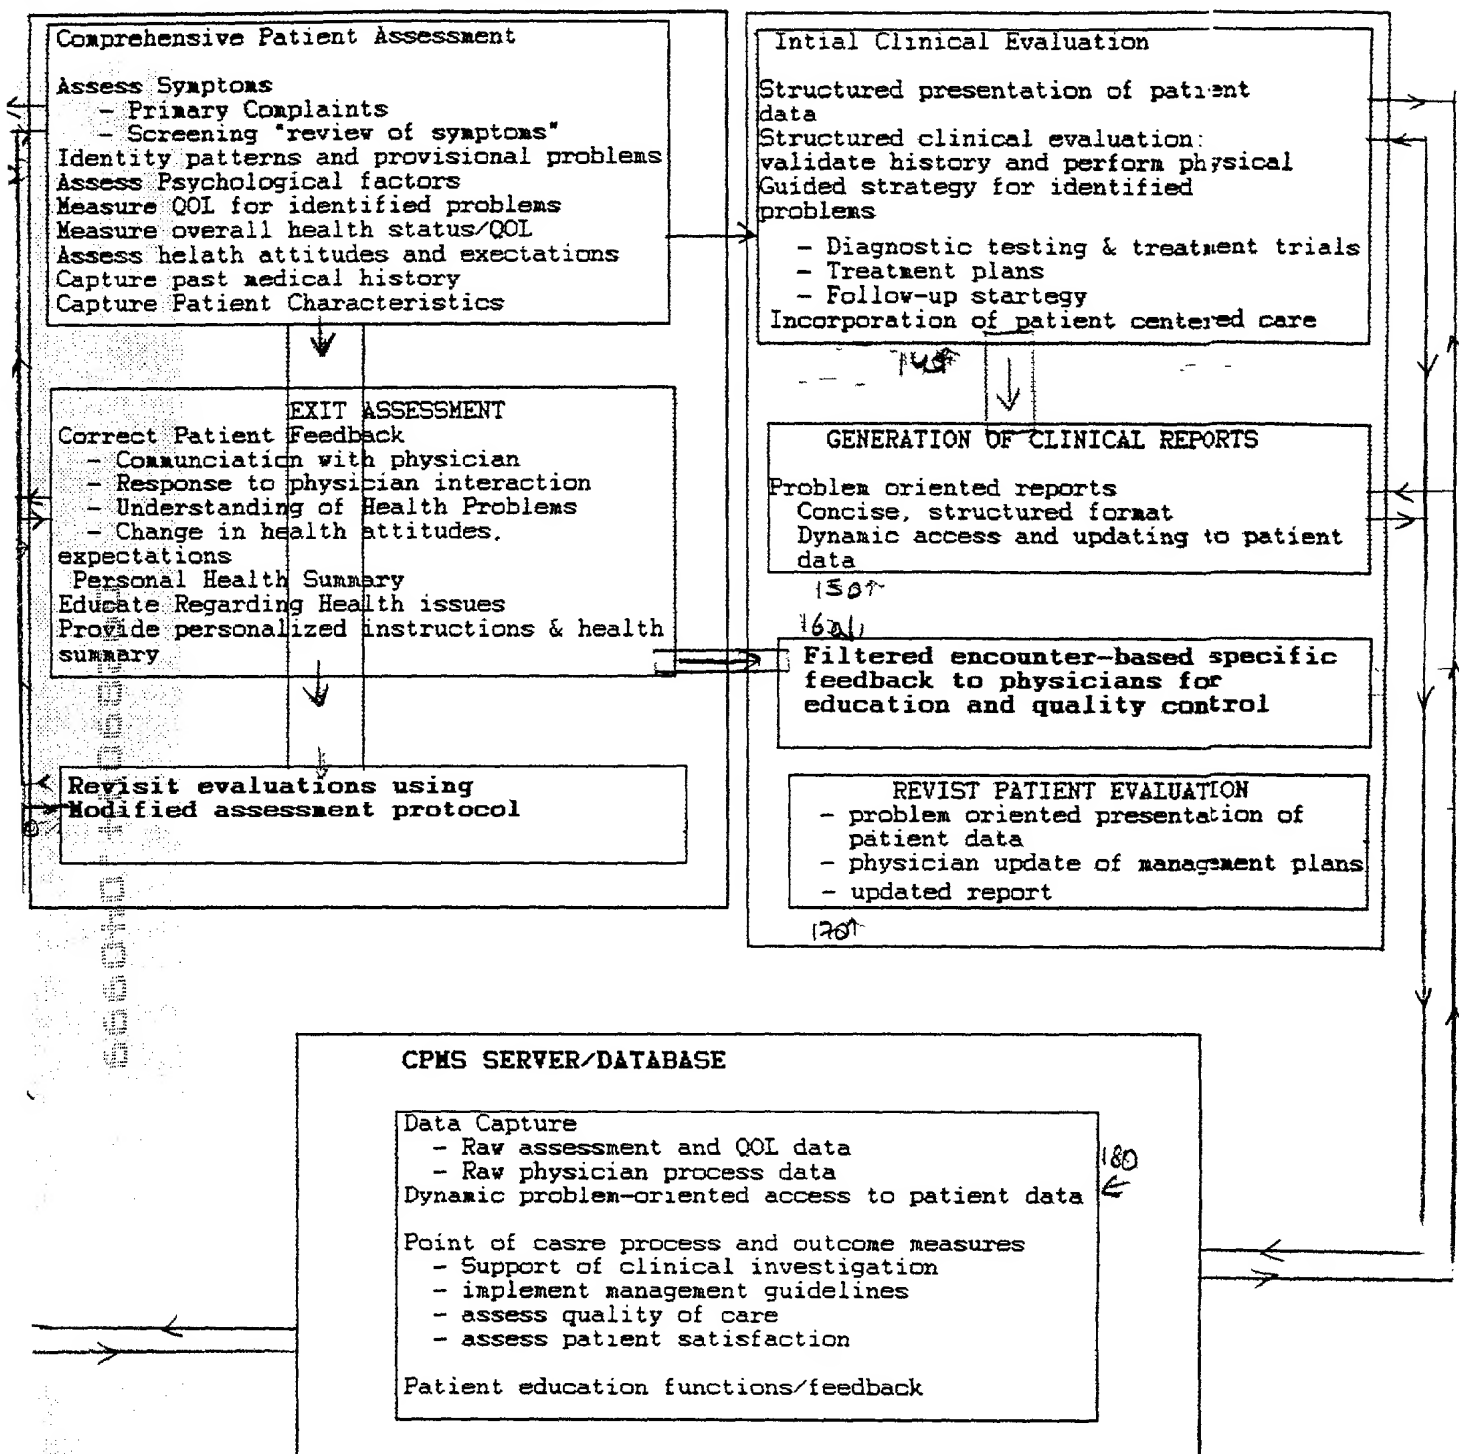 Comprehensive Patient Assessment
Assess Symptoms
- Primary Complaints
- Screening "review of symptoms"
Identity patterns and provisional problems
Assess Psychological factors
Measure QOL for identified problems
Measure overall health status/QOL
Assess helath attitudes and exectations
Capture past medical history
Capture Patient Characteristics
EXIT ASSESSMENT
Correct Patient Feedback
- Communciation with physician
- Response to physician interaction
- Understanding of Health Problems
- Change in health attitudes,
expectations
Personal Health Summary
Educate Regarding Health issues
Provide personalized instructions & health
summary
Revisit evaluations using
Modified assessment protocol
Intial Clinical Evaluation
Structured presentation of patient
data
Structured clinical evaluation:
validate history and perform physical
Guided strategy for identified
problems
- Diagnostic testing & treatment trials
- Treatment plans
- Follow-up startegy
Incorporation of patient centered care
GENERATION OF CLINICAL REPORTS
Problem oriented reports
Concise, structured format
Dynamic access and updating to patient
data
150↑
Filtered encounter-based specific
feedback to physicians for
education and quality control
REVIST PATIENT EVALUATION
- problem oriented presentation of
patient data
- physician update of management plans
- updated report
170↑
CPMS SERVER/DATABASE
Data Capture
- Raw assessment and QOL data
- Raw physician process data
Dynamic problem-oriented access to patient data
180
Point of casre process and outcome measures
- Support of clinical investigation
- implement management guidelines
- assess quality of care
- assess patient satisfaction
Patient education functions/feedback